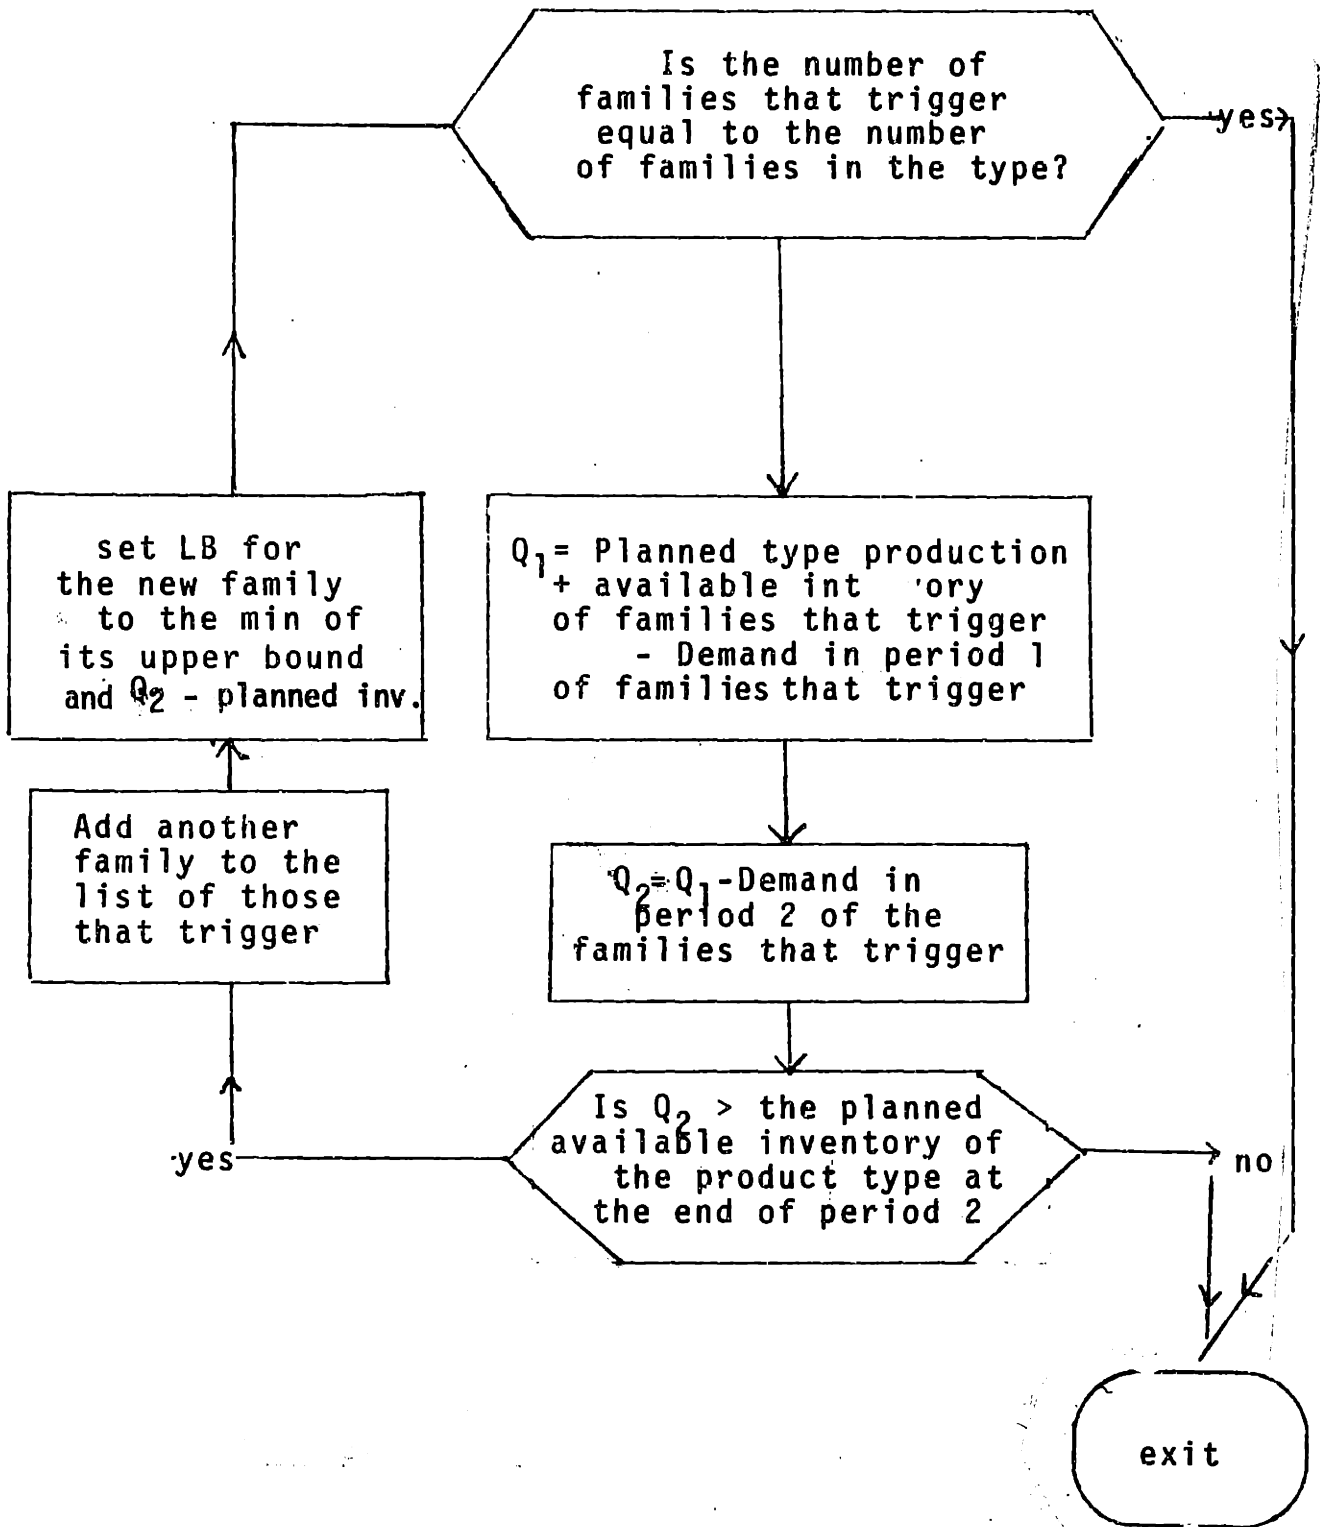 Is the number of
families that trigger
equal to the number
of families in the type?
yes
Q1= Planned type production
+ available int ory
of families that trigger
- Demand in period 1
of families that trigger
Q2=Q1-Demand in
period 2 of the
families that trigger
Is Q2 > the planned
available inventory of
the product type at
the end of period 2
yes
no
Add another
family to the
list of those
that trigger
set LB for
the new family
to the min of
its upper bound
and Q2 - planned inv.
exit